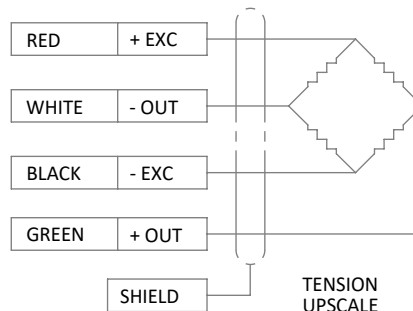 RED + EXC
WHITE - OUT
BLACK - EXC
GREEN + OUT
SHIELD
TENSION
UPSCALE